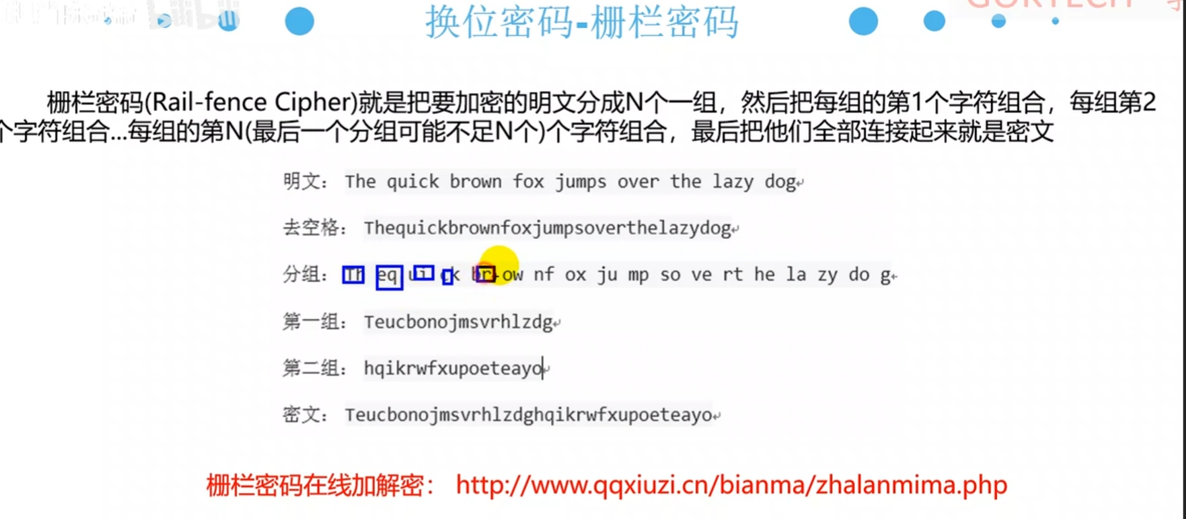 bilibili
换位密码-栅栏密码
栅栏密码(Rail-fence Cipher)就是把要加密的明文分成N个一组，然后把每组的第1个字符组合，每组第2
个字符组合...每组的第N(最后一个分组可能不足N个)个字符组合，最后把他们全部连接起来就是密文
明文： The quick brown fox jumps over the lazy dog
去空格： Thequickbrownfoxjumpsoverthelazydog
分组： Th eq ui ck br ow nf ox ju mp so ve rt he la zy do g
第一组： Teucbonojmsvrhlzdg
第二组： hqikrwfxupoeteayo
密文： Teucbonojmsvrhlzdghqikrwfxupoeteayo
栅栏密码在线加解密： http://www.qqxiuzi.cn/bianma/zhalanmima.php